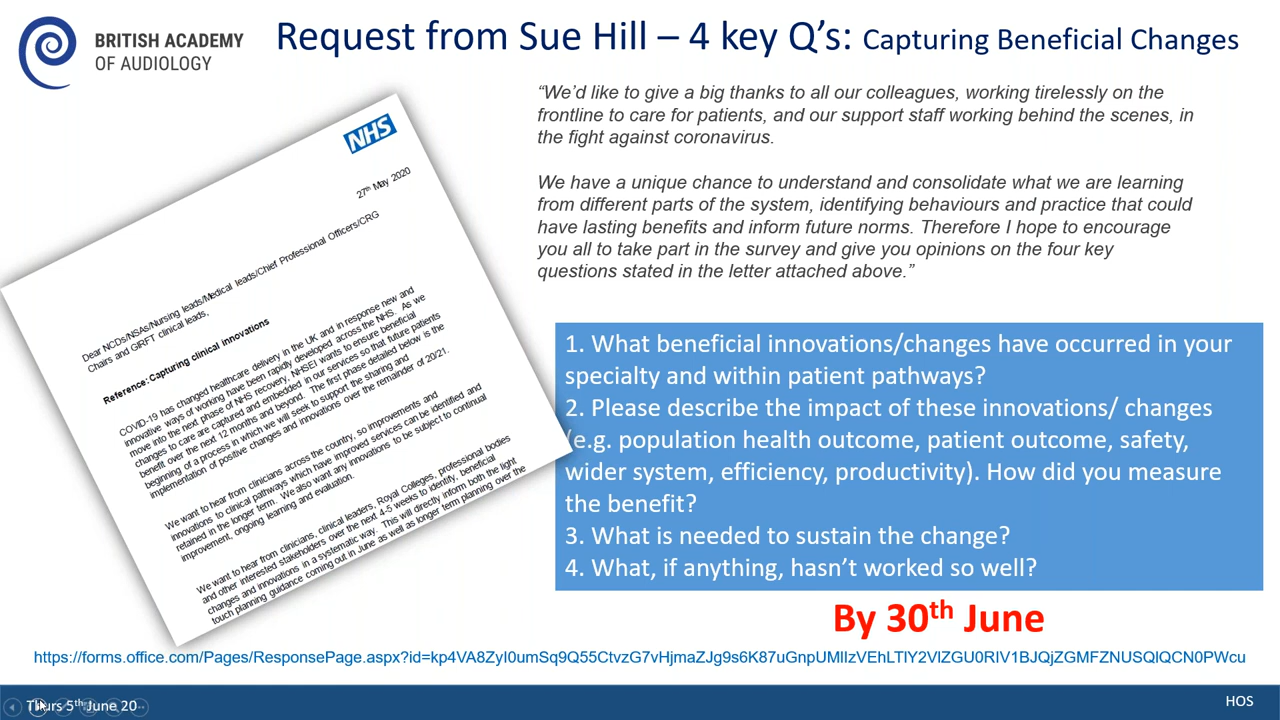 BRITISH ACADEMY
OF AUDIOLOGY
Request from Sue Hill – 4 key Q's: Capturing Beneficial Changes
“We'd like to give a big thanks to all our colleagues, working tirelessly on the
frontline to care for patients, and our support staff working behind the scenes, in
the fight against coronavirus.
We have a unique chance to understand and consolidate what we are learning
from different parts of the system, identifying behaviours and practice that could
have lasting benefits and inform future norms. Therefore I hope to encourage
you all to take part in the survey and give you opinions on the four key
questions stated in the letter attached above.”
NHS
27th May 2020
Dear NCDs/NSAs/Nursing leads/Medical leads/Chief Professional Officers/CRG
Chairs and GIRFT clinical leads,
Reference: Capturing clinical innovations
COVID-19 has changed healthcare delivery in the UK and in response new and
innovative ways of working have been rapidly developed across the NHS. As we
move into the next phase of NHS recovery, NHSEI wants to ensure beneficial
changes to care are captured and embedded in our services so that future patients
benefit over the next 12 months and beyond. The first phase detailed below is the
beginning of a process in which we will seek to support the sharing and
implementation of positive changes and innovations over the remainder of 20/21.
We want to hear from clinicians across the country, so improvements and
innovations to clinical pathways which have improved services can be identified and
retained in the longer term. We also want any innovations to be subject to continual
improvement, ongoing learning and evaluation.
We want to hear from clinicians, clinical leaders, Royal Colleges, professional bodies
and other interested stakeholders over the next 4-5 weeks to identify, beneficial
changes and innovations in a systematic way. This will directly inform both the light
touch planning guidance coming out in June as well as longer term planning over the
1. What beneficial innovations/changes have occurred in your
specialty and within patient pathways?
2. Please describe the impact of these innovations/ changes
(e.g. population health outcome, patient outcome, safety,
wider system, efficiency, productivity). How did you measure
the benefit?
3. What is needed to sustain the change?
4. What, if anything, hasn't worked so well?
By 30th June
https://forms.office.com/Pages/ResponsePage.aspx?id=kp4VA8ZyI0umSq9Q55CtvzG7vHjmaZJg9s6K87uGnpUMllzVEhLTlY2VlZGU0RIV1BJQjZGMFZNUSQlQCN0PWcu
Thurs 5th June 20
HOS